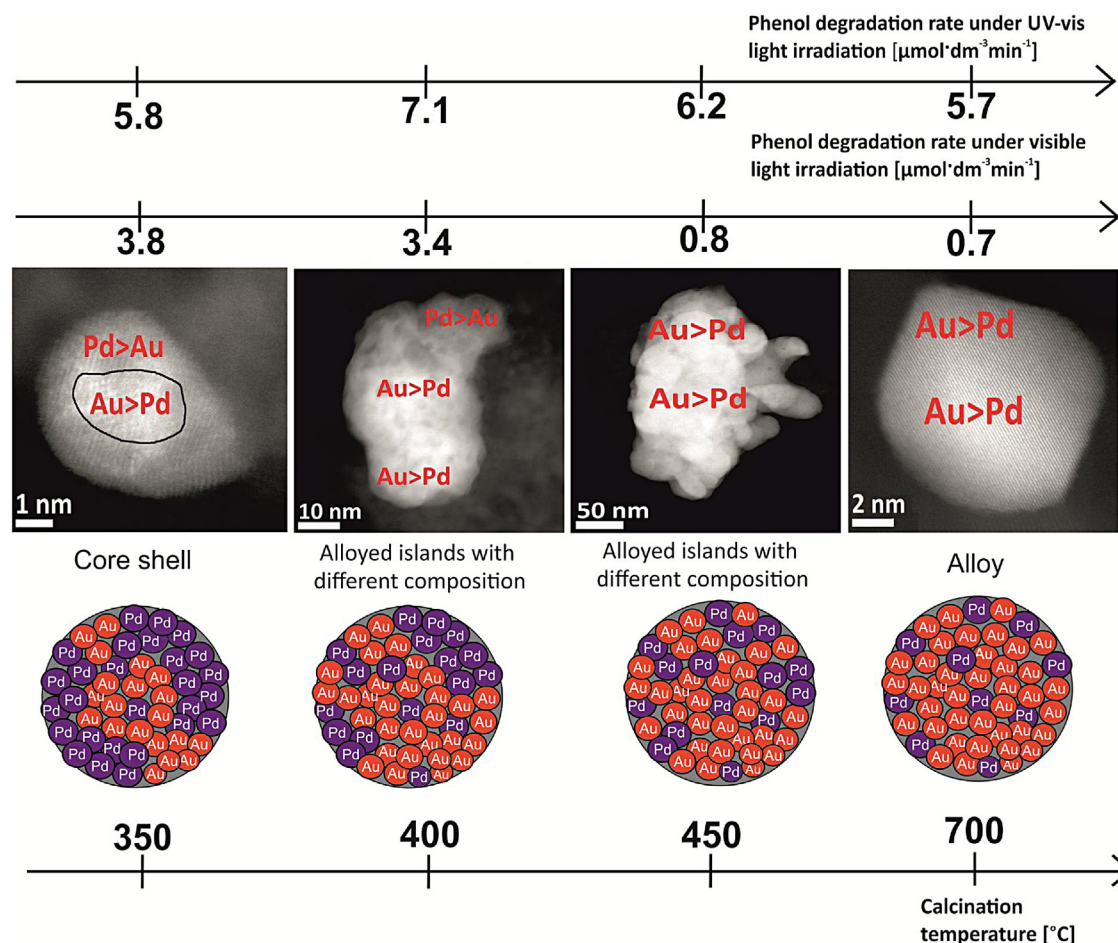 Phenol degradation rate under UV-vis
light irradiation [µmol·dm⁻³min⁻¹]
5.8 7.1 6.2 5.7
Phenol degradation rate under visible
light irradiation [µmol·dm⁻³min⁻¹]
3.8 3.4 0.8 0.7
Pd>Au
Au>Pd
1 nm
Pd>Au
Au>Pd
Au>Pd
10 nm
Au>Pd
Au>Pd
50 nm
Au>Pd
Au>Pd
2 nm
Core shell
Alloyed islands with
different composition
Alloyed islands with
different composition
Alloy
350 400 450 700
Calcination
temperature [°C]